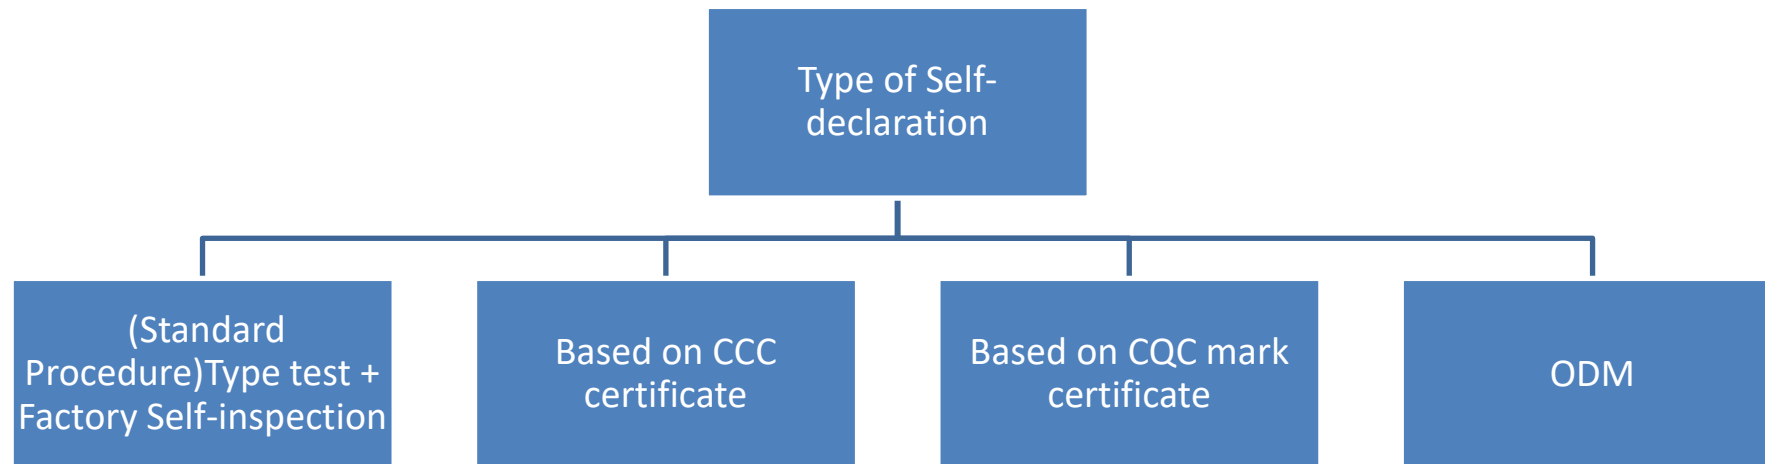 Type of Self-
declaration
(Standard
Procedure)Type test +
Factory Self-inspection
Based on CCC
certificate
Based on CQC mark
certificate
ODM